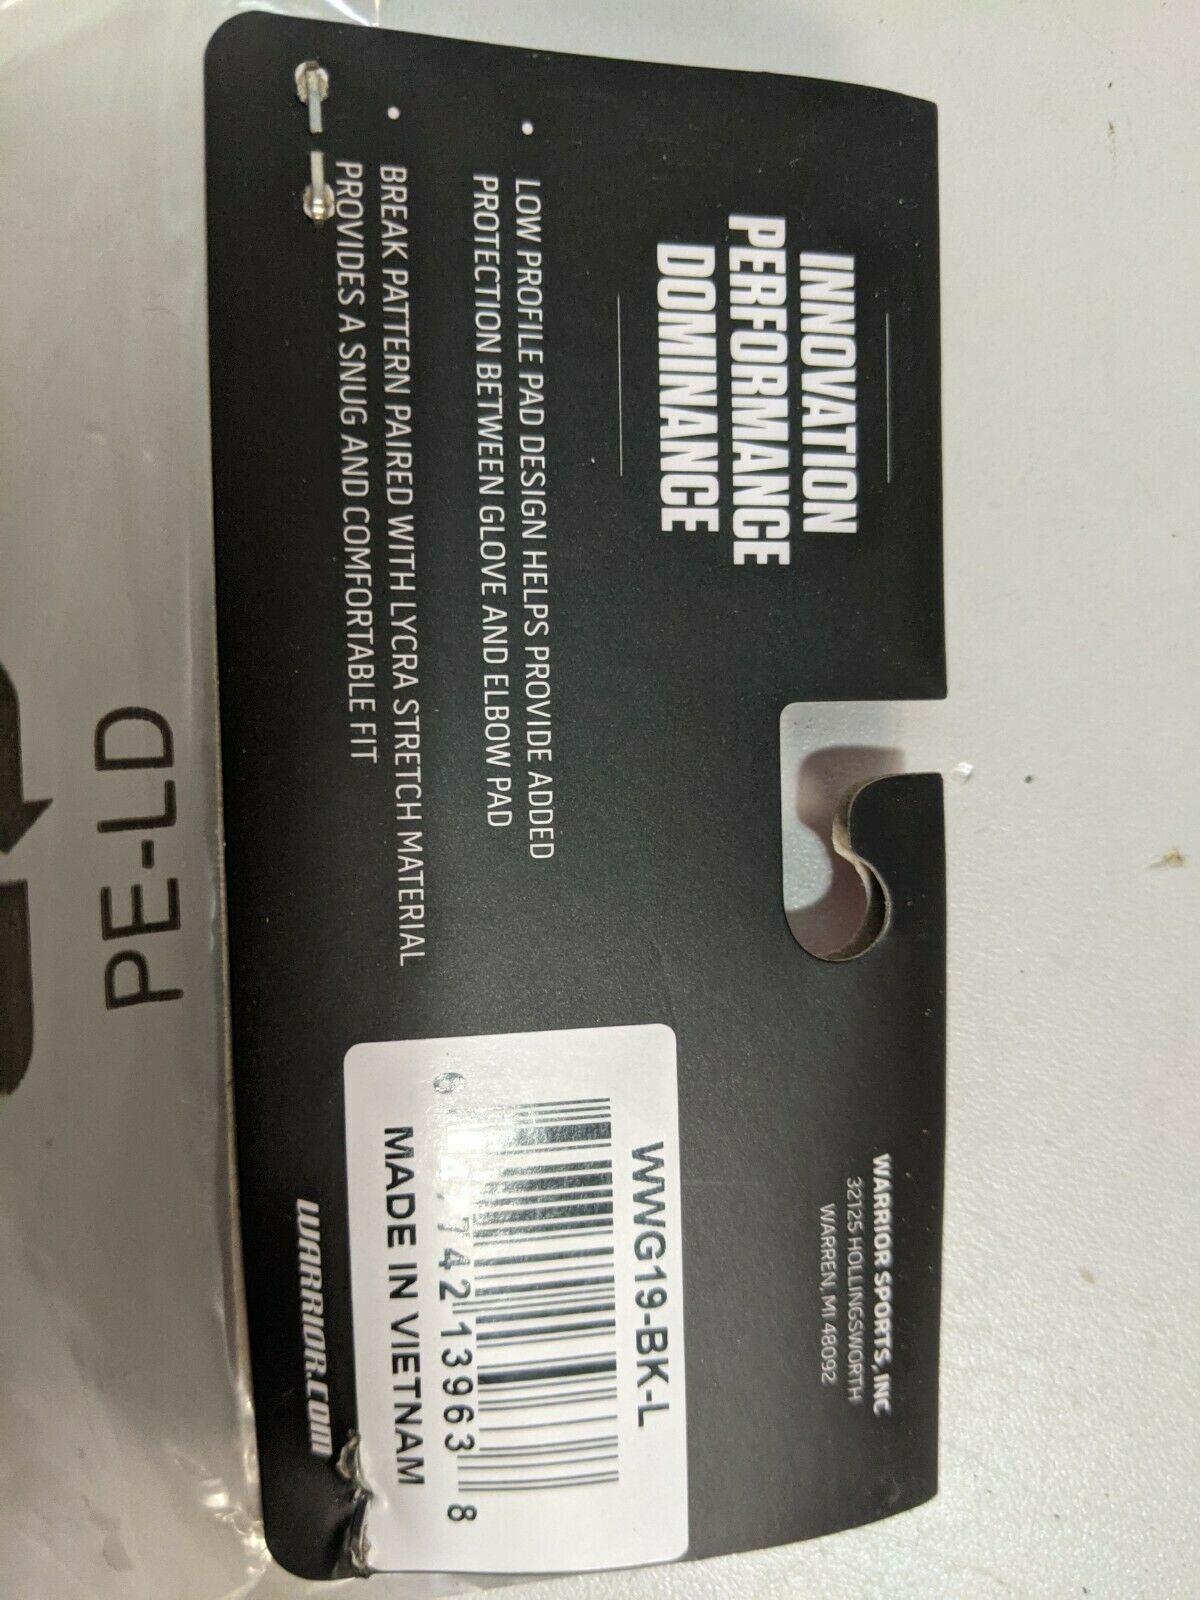 INNOVATION
PERFORMANCE
DOMINANCE
• LOW PROFILE PAD DESIGN HELPS PROVIDE ADDED
PROTECTION BETWEEN GLOVE AND ELBOW PAD
• BREAK PATTERN PAIRED WITH LYCRA STRETCH MATERIAL
PROVIDES A SNUG AND COMFORTABLE FIT
WARRIOR SPORTS, INC
32125 HOLLINGSWORTH
WARREN, MI 48092
WWG19-BK-L
42 13963 8
MADE IN VIETNAM
WARRIOR.COM
PE-LD